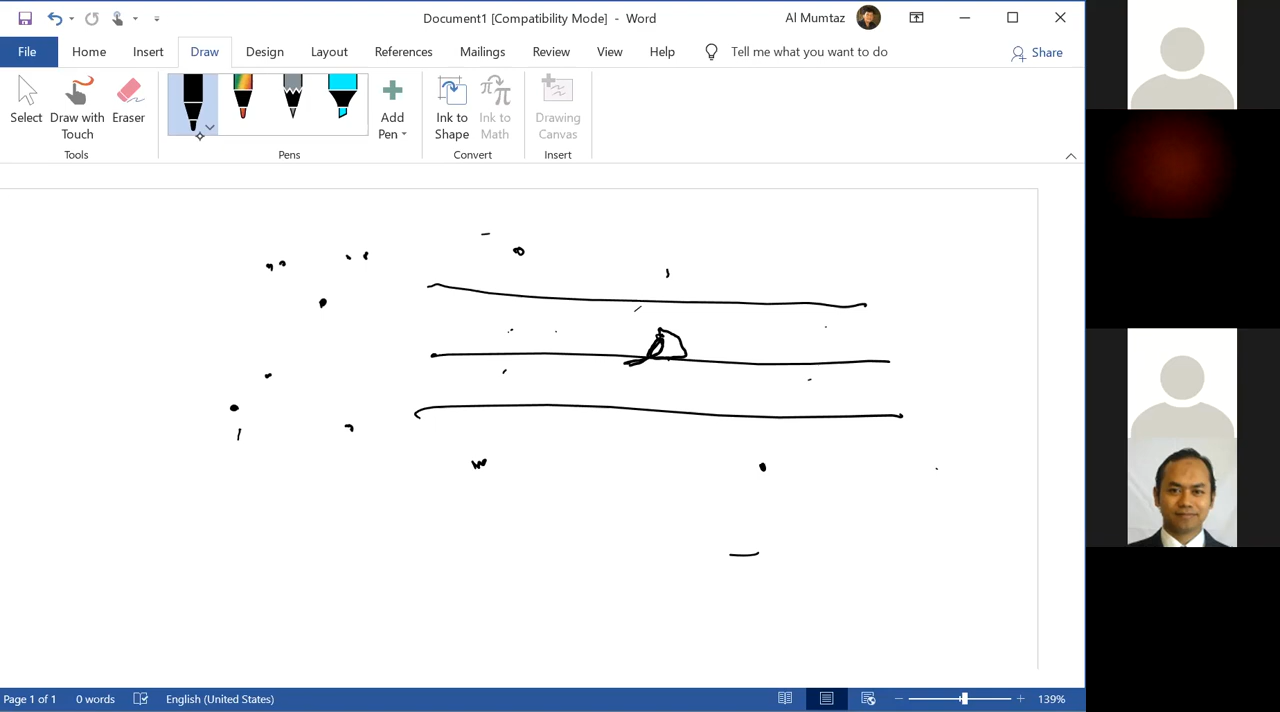 Document1 [Compatibility Mode] - Word
Al Mumtaz
File Home Insert Draw Design Layout References Mailings Review View Help Tell me what you want to do Share
Select
Draw with Touch
Eraser
Add Pen
Ink to Shape
Ink to Math
Drawing Canvas
Tools Pens Convert Insert
Page 1 of 1 0 words English (United States) 139%